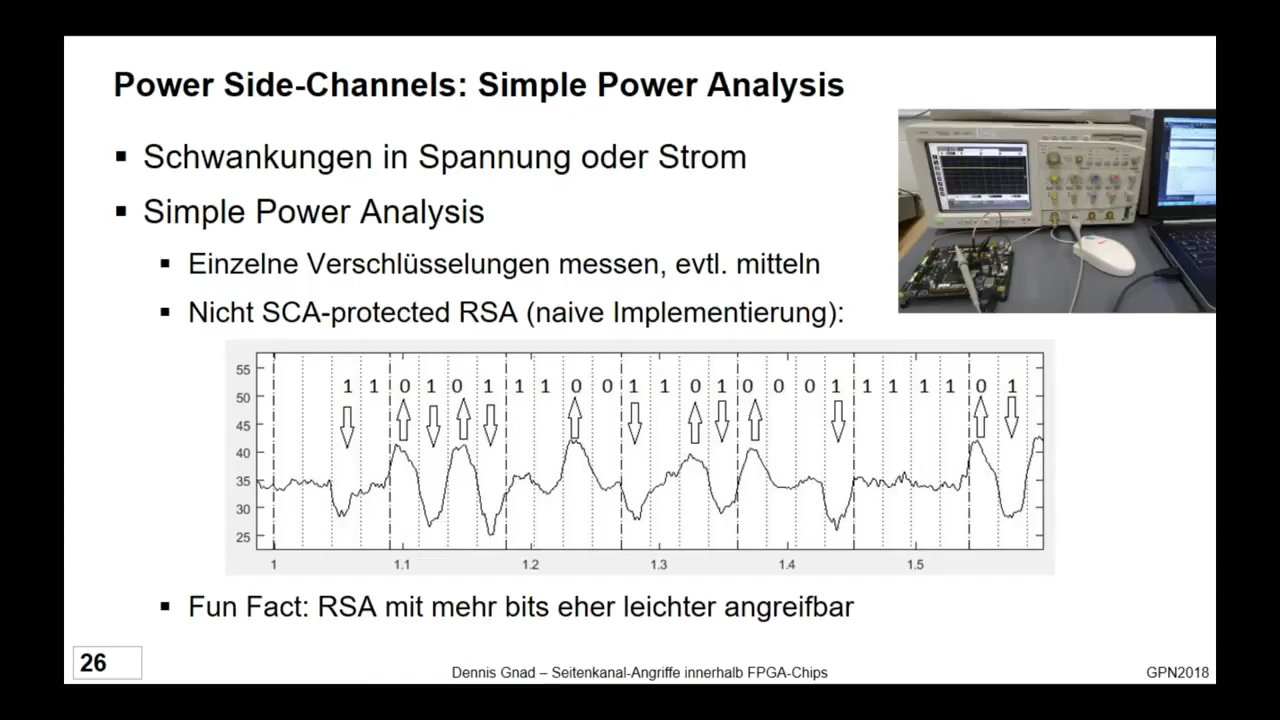 Power Side-Channels: Simple Power Analysis
▪ Schwankungen in Spannung oder Strom
▪ Simple Power Analysis
▪ Einzelne Verschlüsselungen messen, evtl. mitteln
▪ Nicht SCA-protected RSA (naive Implementierung):
55
50
45
40
35
30
25
1 1 0 1 0 1 1 1 0 0 1 1 0 1 0 0 0 1 1 1 1 1 0 1
1 1.1 1.2 1.3 1.4 1.5
▪ Fun Fact: RSA mit mehr bits eher leichter angreifbar
26
Dennis Gnad – Seitenkanal-Angriffe innerhalb FPGA-Chips
GPN2018